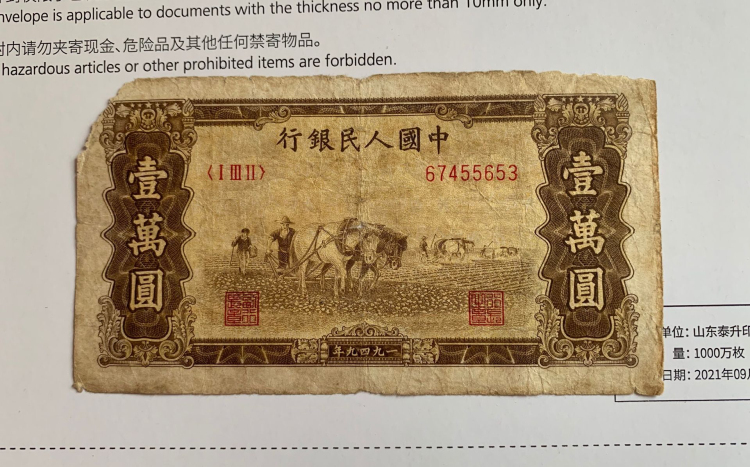 nvelope is applicable to documents with the thickness no more than 10mm only.
内请勿夹寄现金、危险品及其他任何禁寄物品。
hazardous articles or other prohibited items are forbidden.
中國人民銀行
〈I III II〉 67455653
壹萬圓
壹萬圓
一九四九年
单位: 山东泰升印
量: 1000万枚
日期: 2021年09